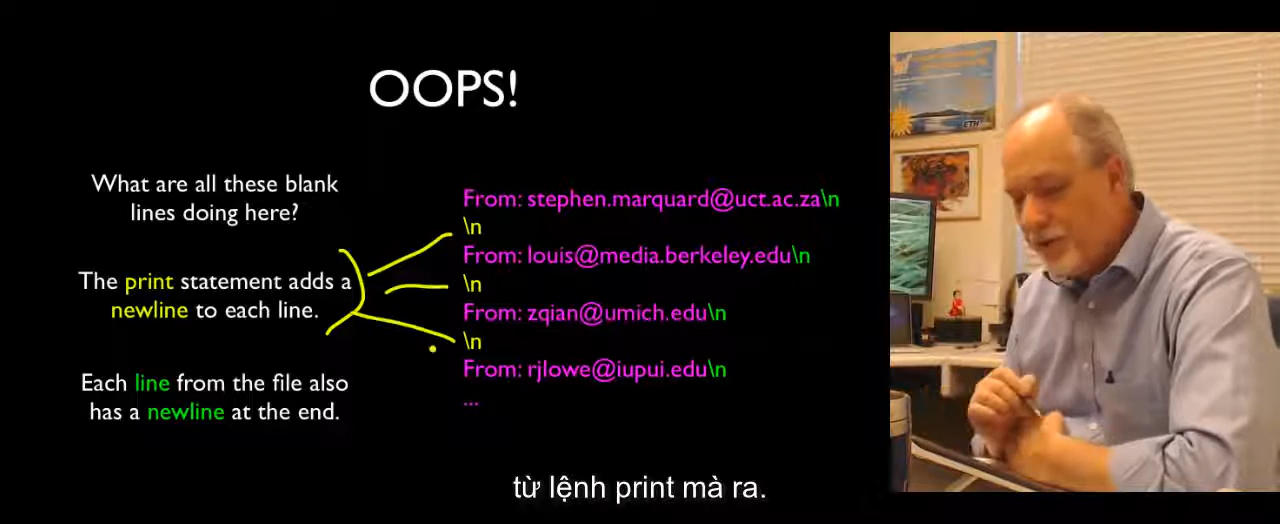 OOPS!
What are all these blank
lines doing here?
The print statement adds a
newline to each line.
Each line from the file also
has a newline at the end.
From: stephen.marquard@uct.ac.za\n
\n
From: louis@media.berkeley.edu\n
\n
From: zqian@umich.edu\n
\n
From: rjlowe@iupui.edu\n
...
ETH
từ lệnh print mà ra.